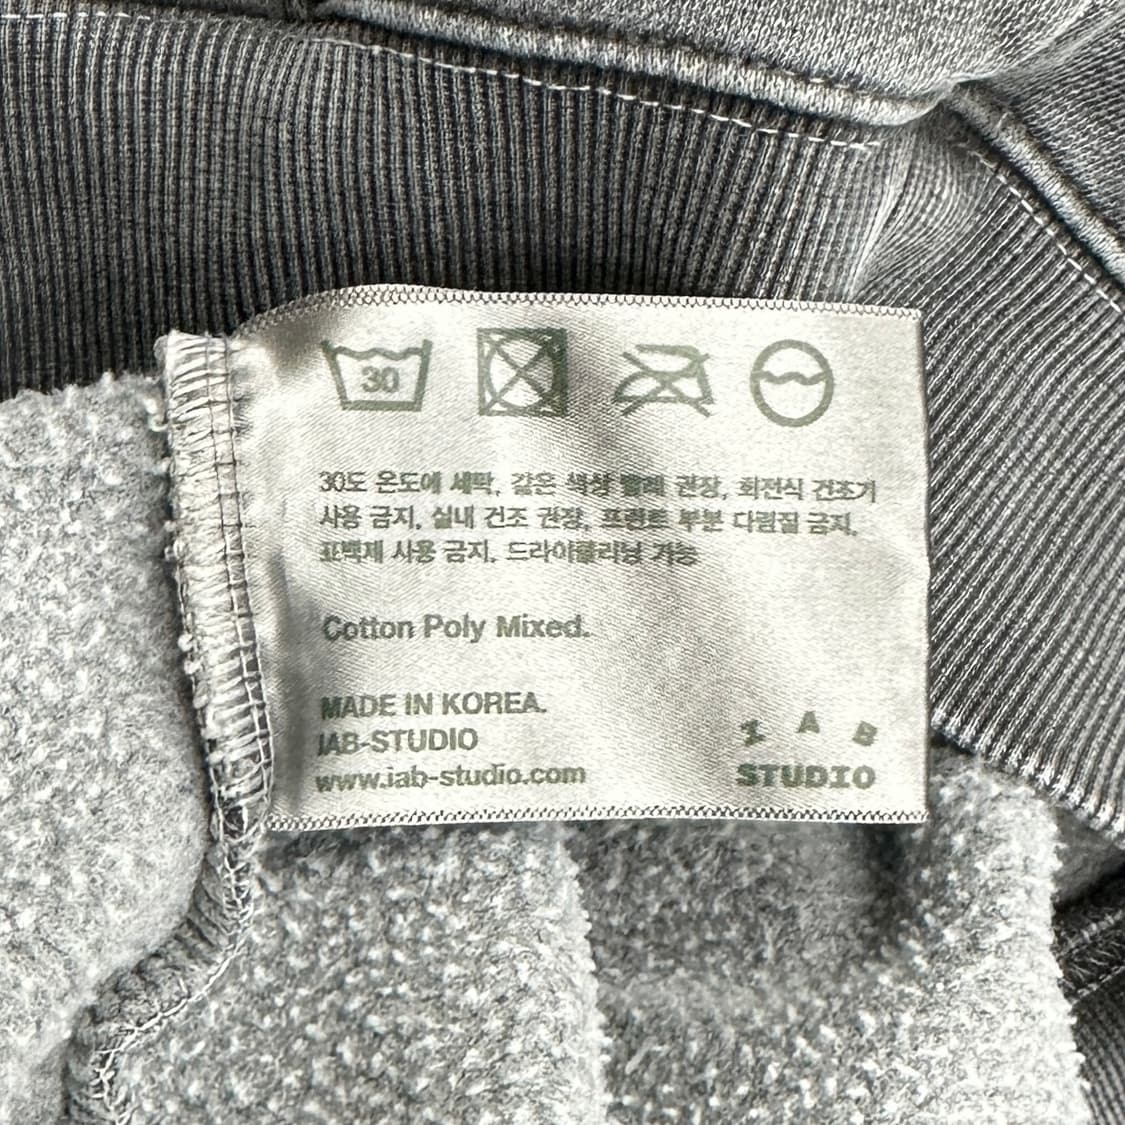 30
30도 온도에 세탁, 같은 색상 빨래 권장, 회전식 건조기
사용 금지, 실내 건조 권장, 프린트 부분 다림질 금지,
표백제 사용 금지, 드라이클리닝 가능
Cotton Poly Mixed.
MADE IN KOREA.
IAB-STUDIO
www.iab-studio.com
I A B
STUDIO